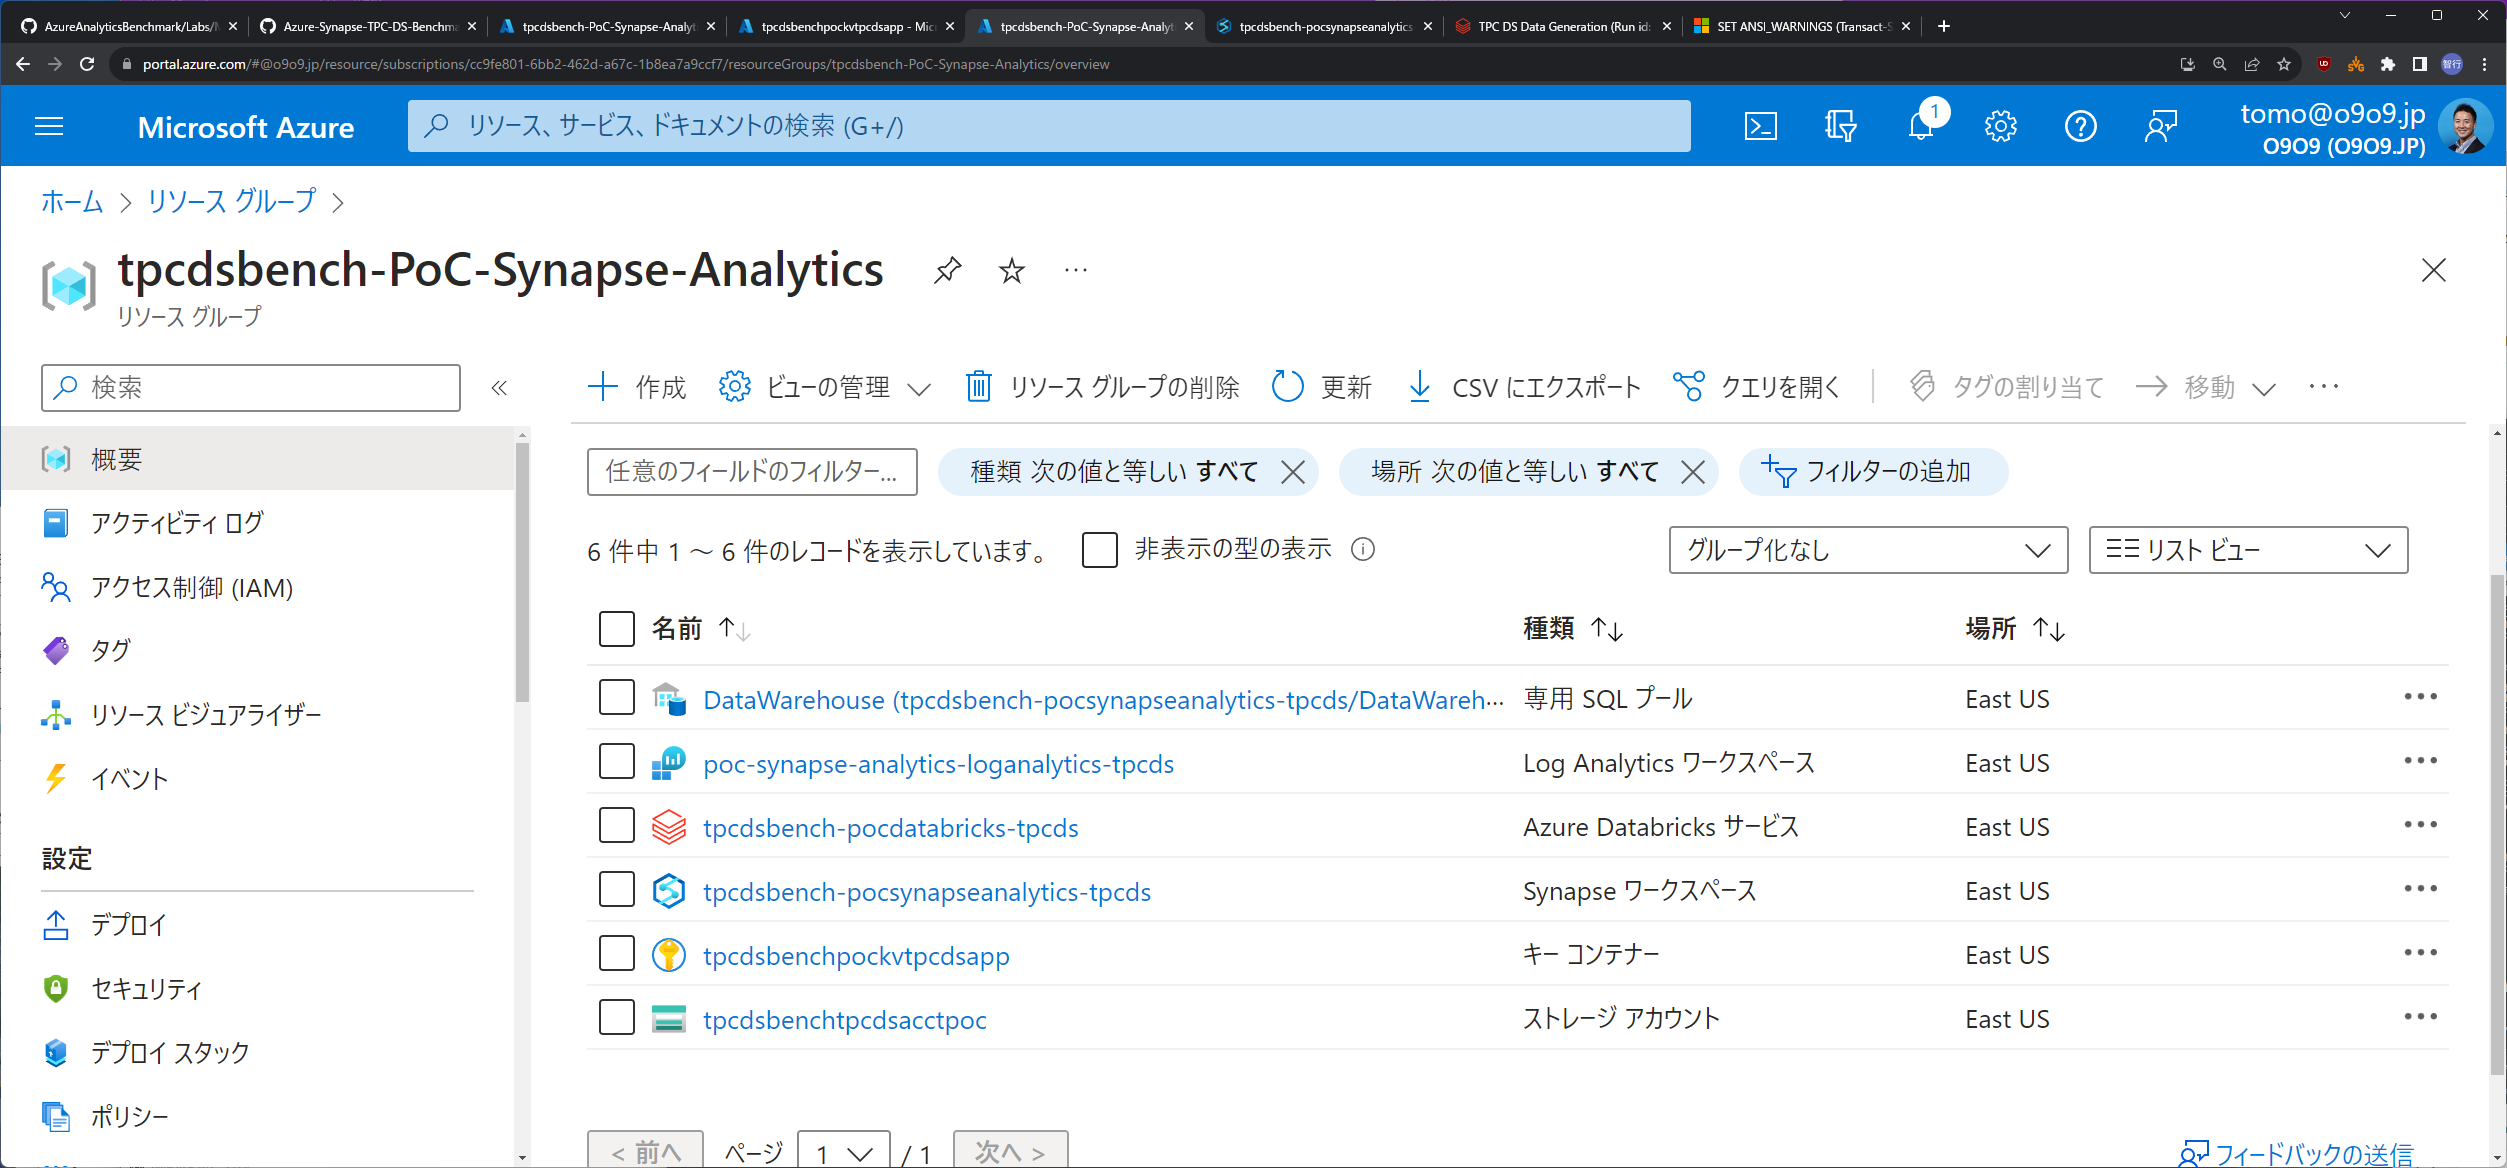 AzureAnalyticsBenchmark/Labs/M
Azure-Synapse-TPC-DS-Benchma
tpcdsbench-PoC-Synapse-Analyti
tpcdsbenchpockvtpcdsapp - Mic
tpcdsbench-PoC-Synapse-Analyt
tpcdsbench-pocsynapseanalytics
TPC DS Data Generation (Run id:
SET ANSI_WARNINGS (Transact-S
portal.azure.com/#@o9o9.jp/resource/subscriptions/cc9fe801-6bb2-462d-a67c-1b8ea7a9ccf7/resourceGroups/tpcdsbench-PoC-Synapse-Analytics/overview
智行
Microsoft Azure
リソース、サービス、ドキュメントの検索 (G+/)
1
tomo@o9o9.jp
O9O9 (O9O9.JP)
ホーム > リソース グループ >
tpcdsbench-PoC-Synapse-Analytics
リソース グループ
検索
作成
ビューの管理
リソース グループの削除
更新
CSV にエクスポート
クエリを開く
タグの割り当て
移動
概要
アクティビティ ログ
アクセス制御 (IAM)
タグ
リソース ビジュアライザー
イベント
設定
デプロイ
セキュリティ
デプロイ スタック
ポリシー
任意のフィールドのフィルター...
種類 次の値と等しい すべて
場所 次の値と等しい すべて
フィルターの追加
6 件中 1 ～ 6 件のレコードを表示しています。
非表示の型の表示
グループ化なし
リスト ビュー
名前 種類 場所
DataWarehouse (tpcdsbench-pocsynapseanalytics-tpcds/DataWareh··· 専用 SQL プール East US
poc-synapse-analytics-loganalytics-tpcds Log Analytics ワークスペース East US
tpcdsbench-pocdatabricks-tpcds Azure Databricks サービス East US
tpcdsbench-pocsynapseanalytics-tpcds Synapse ワークスペース East US
tpcdsbenchpockvtpcdsapp キー コンテナー East US
tpcdsbenchtpcdsacctpoc ストレージ アカウント East US
< 前へ ページ 1 / 1 次へ >
フィードバックの送信